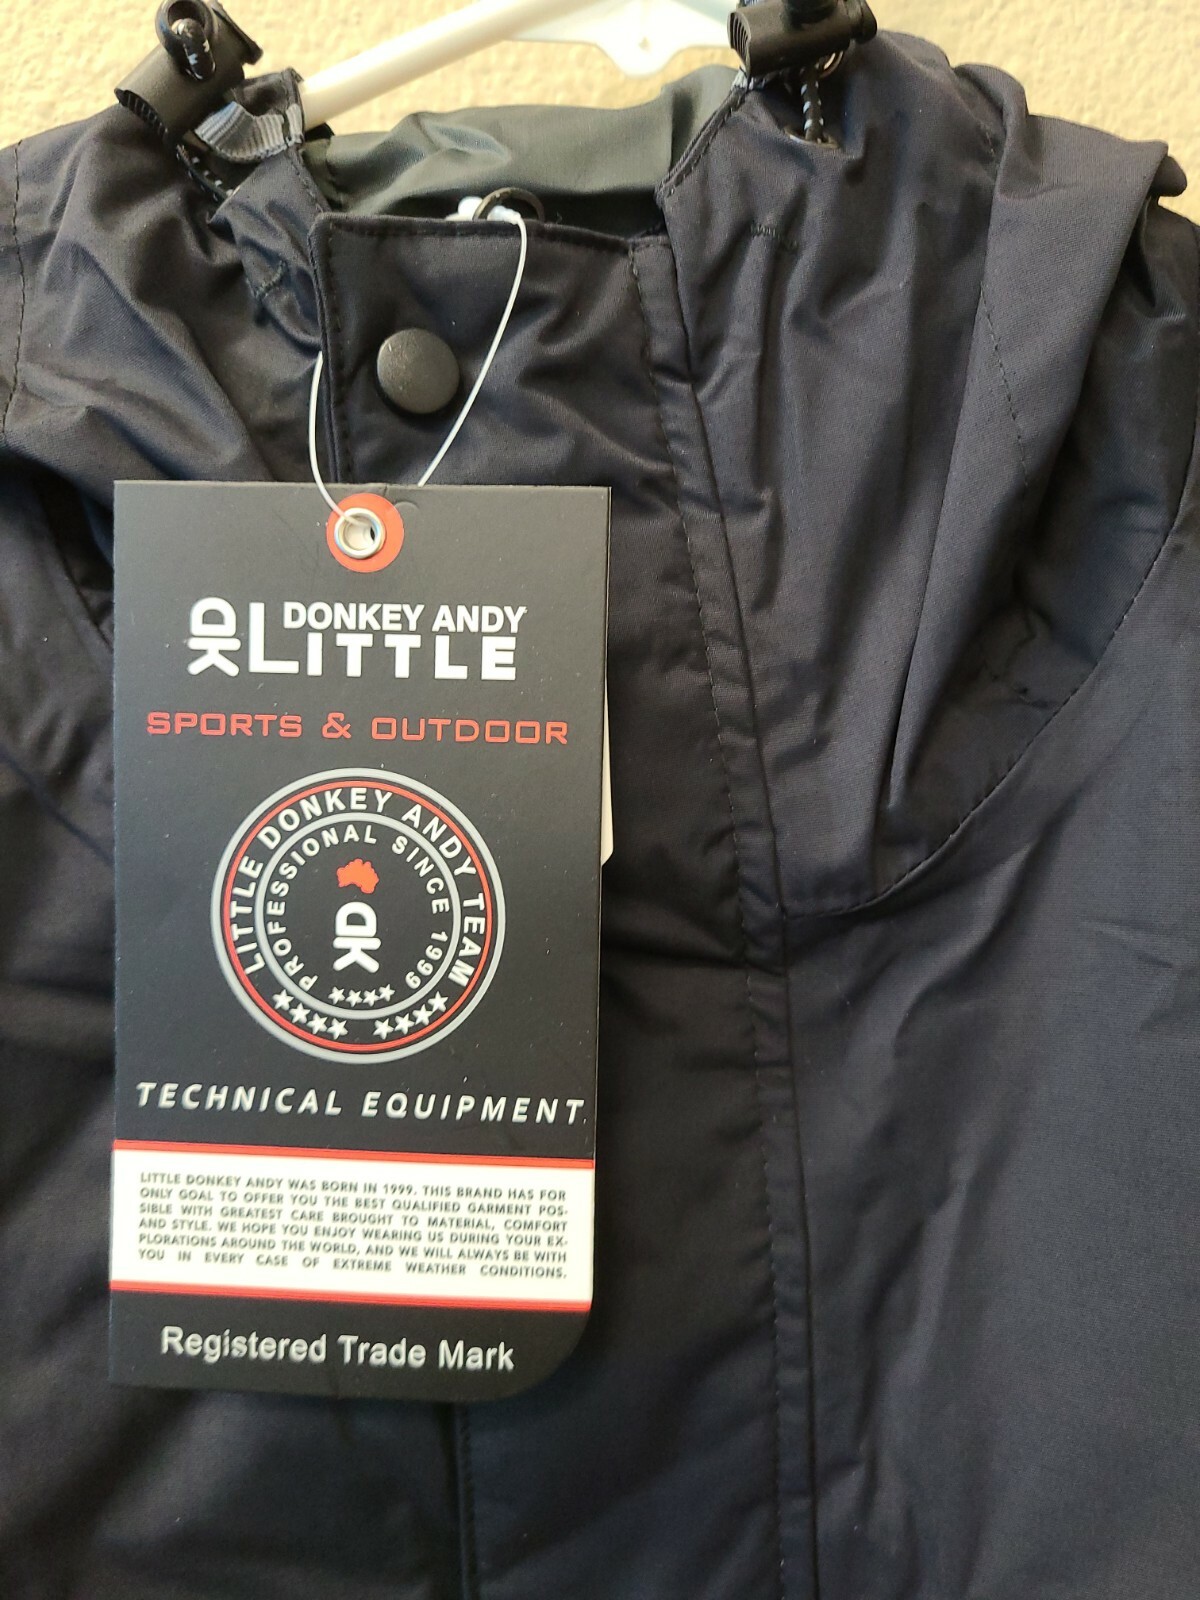 DK
DONKEY ANDY
LITTLE
SPORTS & OUTDOOR
LITTLE DONKEY ANDY TEAM
PROFESSIONAL SINCE 1999
DK
TECHNICAL EQUIPMENT
LITTLE DONKEY ANDY WAS BORN IN 1999. THIS BRAND HAS FOR
ONLY GOAL TO OFFER YOU THE BEST QUALIFIED GARMENT POS-
SIBLE WITH GREATEST CARE BROUGHT TO MATERIAL, COMFORT
AND STYLE. WE HOPE YOU ENJOY WEARING US DURING YOUR EX-
PLORATIONS AROUND THE WORLD, AND WE WILL ALWAYS BE WITH
YOU IN EVERY CASE OF EXTREME WEATHER CONDITIONS.
Registered Trade Mark